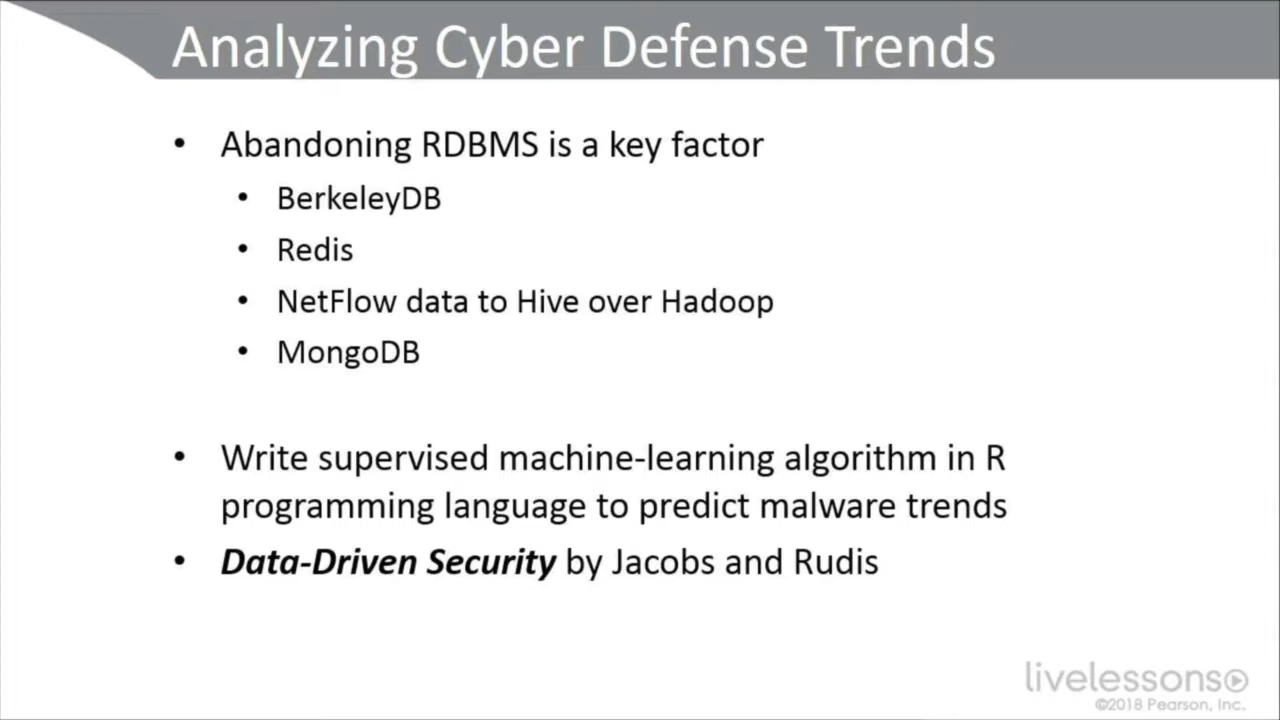 Analyzing Cyber Defense Trends
• Abandoning RDBMS is a key factor
• BerkeleyDB
• Redis
• NetFlow data to Hive over Hadoop
• MongoDB
• Write supervised machine-learning algorithm in R
programming language to predict malware trends
• Data-Driven Security by Jacobs and Rudis
livelessons
©2018 Pearson, Inc.